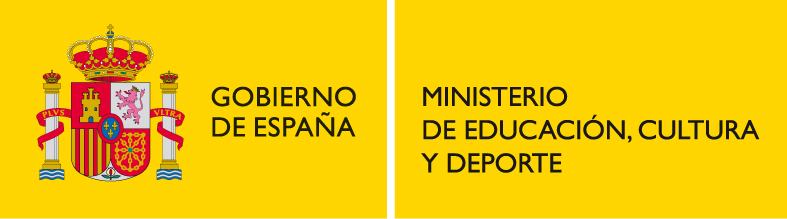 PLVS VLTRA
GOBIERNO
DE ESPAÑA
MINISTERIO
DE EDUCACIÓN, CULTURA
Y DEPORTE